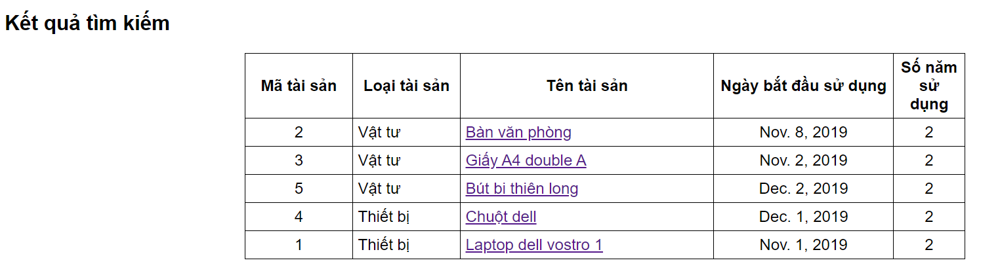 Kết quả tìm kiếm
Mã tài sản Loại tài sản Tên tài sản Ngày bắt đầu sử dụng Số năm sử dụng
2 Vật tư Bàn văn phòng Nov. 8, 2019 2
3 Vật tư Giấy A4 double A Nov. 2, 2019 2
5 Vật tư Bút bi thiên long Dec. 2, 2019 2
4 Thiết bị Chuột dell Dec. 1, 2019 2
1 Thiết bị Laptop dell vostro 1 Nov. 1, 2019 2